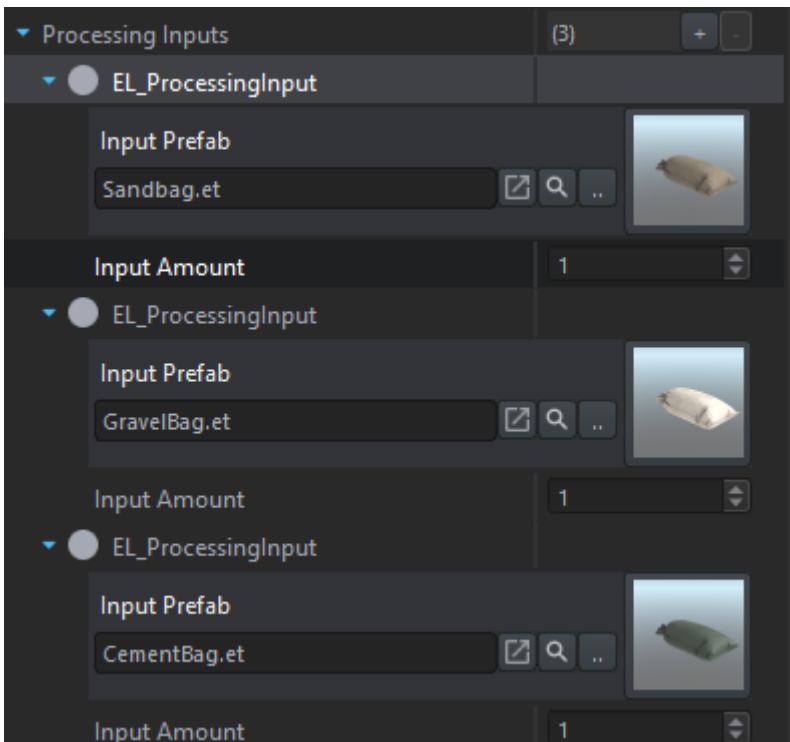 Processing Inputs (3) + -
EL_ProcessingInput
Input Prefab
Sandbag.et ..
Input Amount 1
EL_ProcessingInput
Input Prefab
GravelBag.et ..
Input Amount 1
EL_ProcessingInput
Input Prefab
CementBag.et ..
Input Amount 1